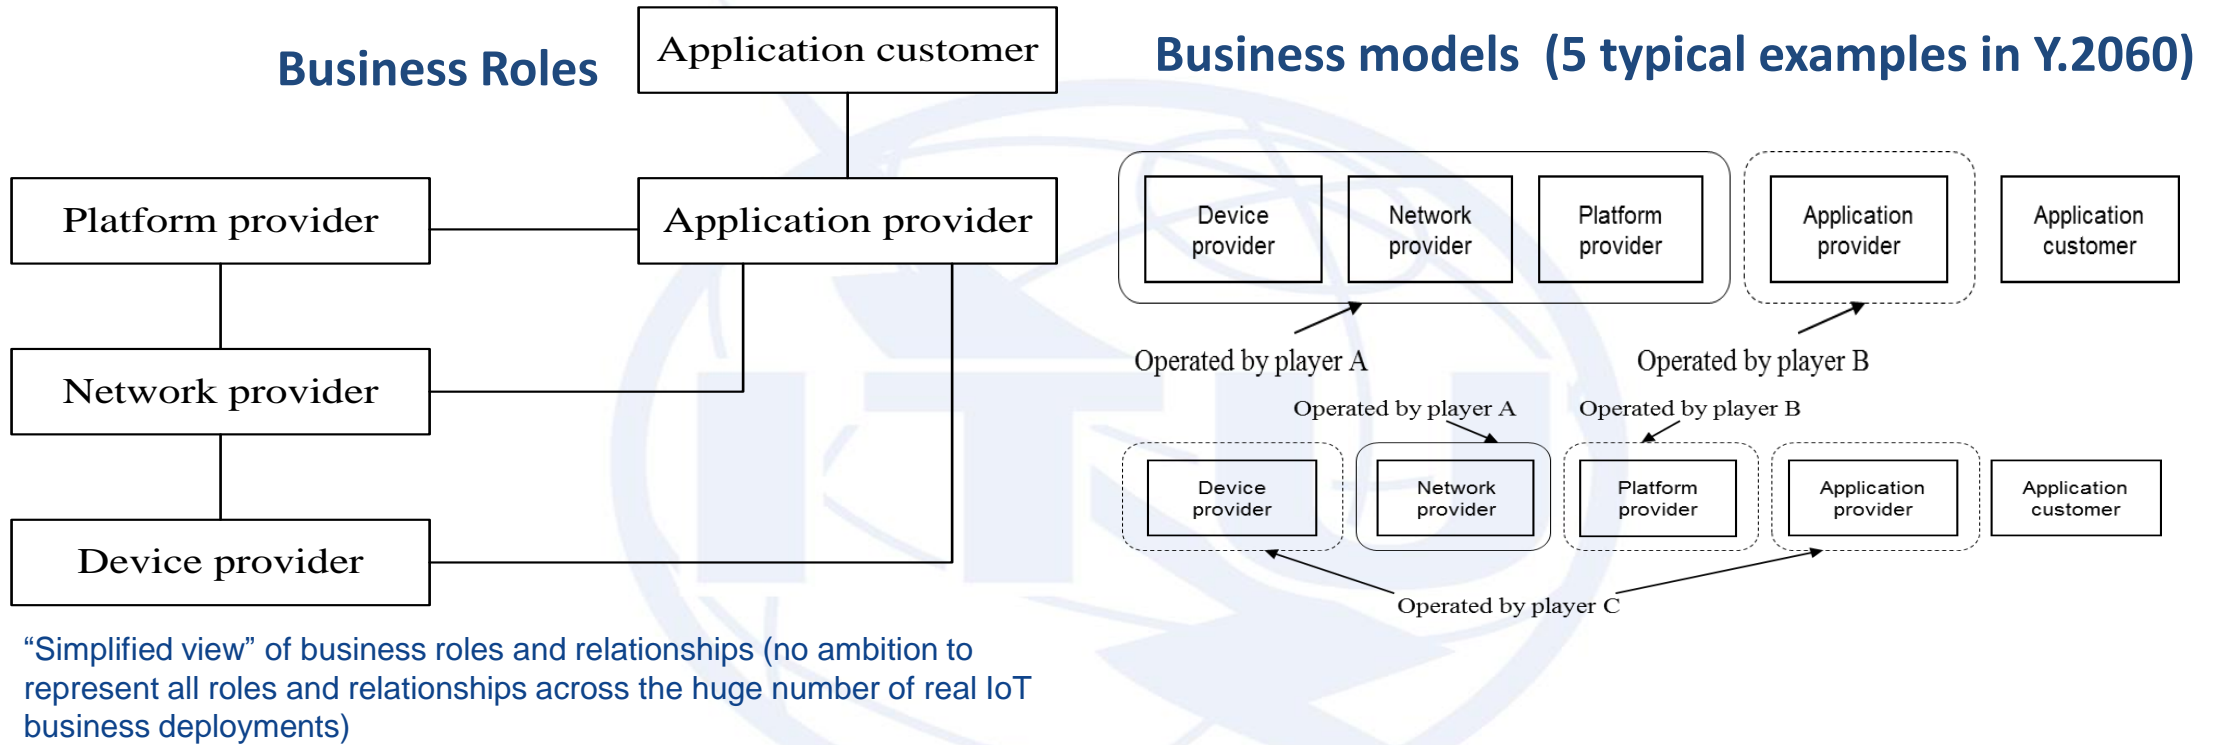 Business Roles
Application customer
Platform provider
Application provider
Network provider
Device provider
“Simplified view” of business roles and relationships (no ambition to
represent all roles and relationships across the huge number of real IoT
business deployments)
Business models (5 typical examples in Y.2060)
Device
provider
Network
provider
Platform
provider
Application
provider
Application
customer
Operated by player A
Operated by player B
Operated by player A
Operated by player B
Device
provider
Network
provider
Platform
provider
Application
provider
Application
customer
Operated by player C
ITU